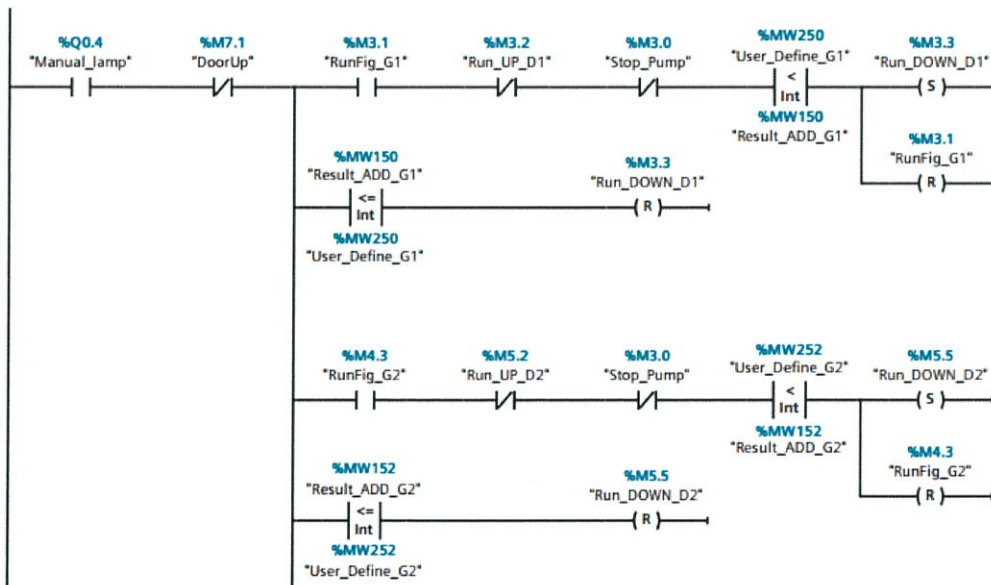 %Q0.4 %M7.1 %M3.1 %M3.2 %M3.0 %MW250 %M3.3
"Manual_lamp" "DoorUp" "RunFig_G1" "Run_UP_D1" "Stop_Pump" "User_Define_G1" "Run_DOWN_D1"
< S
Int
%MW150 %M3.1
"Result_ADD_G1" "RunFig_G1"
R
%MW150 %M3.3
"Result_ADD_G1" "Run_DOWN_D1"
<= R
Int
%MW250
"User_Define_G1"
%M4.3 %M5.2 %M3.0 %MW252 %M5.5
"RunFig_G2" "Run_UP_D2" "Stop_Pump" "User_Define_G2" "Run_DOWN_D2"
< S
Int
%MW152 %M4.3
"Result_ADD_G2" "RunFig_G2"
R
%MW152 %M5.5
"Result_ADD_G2" "Run_DOWN_D2"
<= R
Int
%MW252
"User_Define_G2"